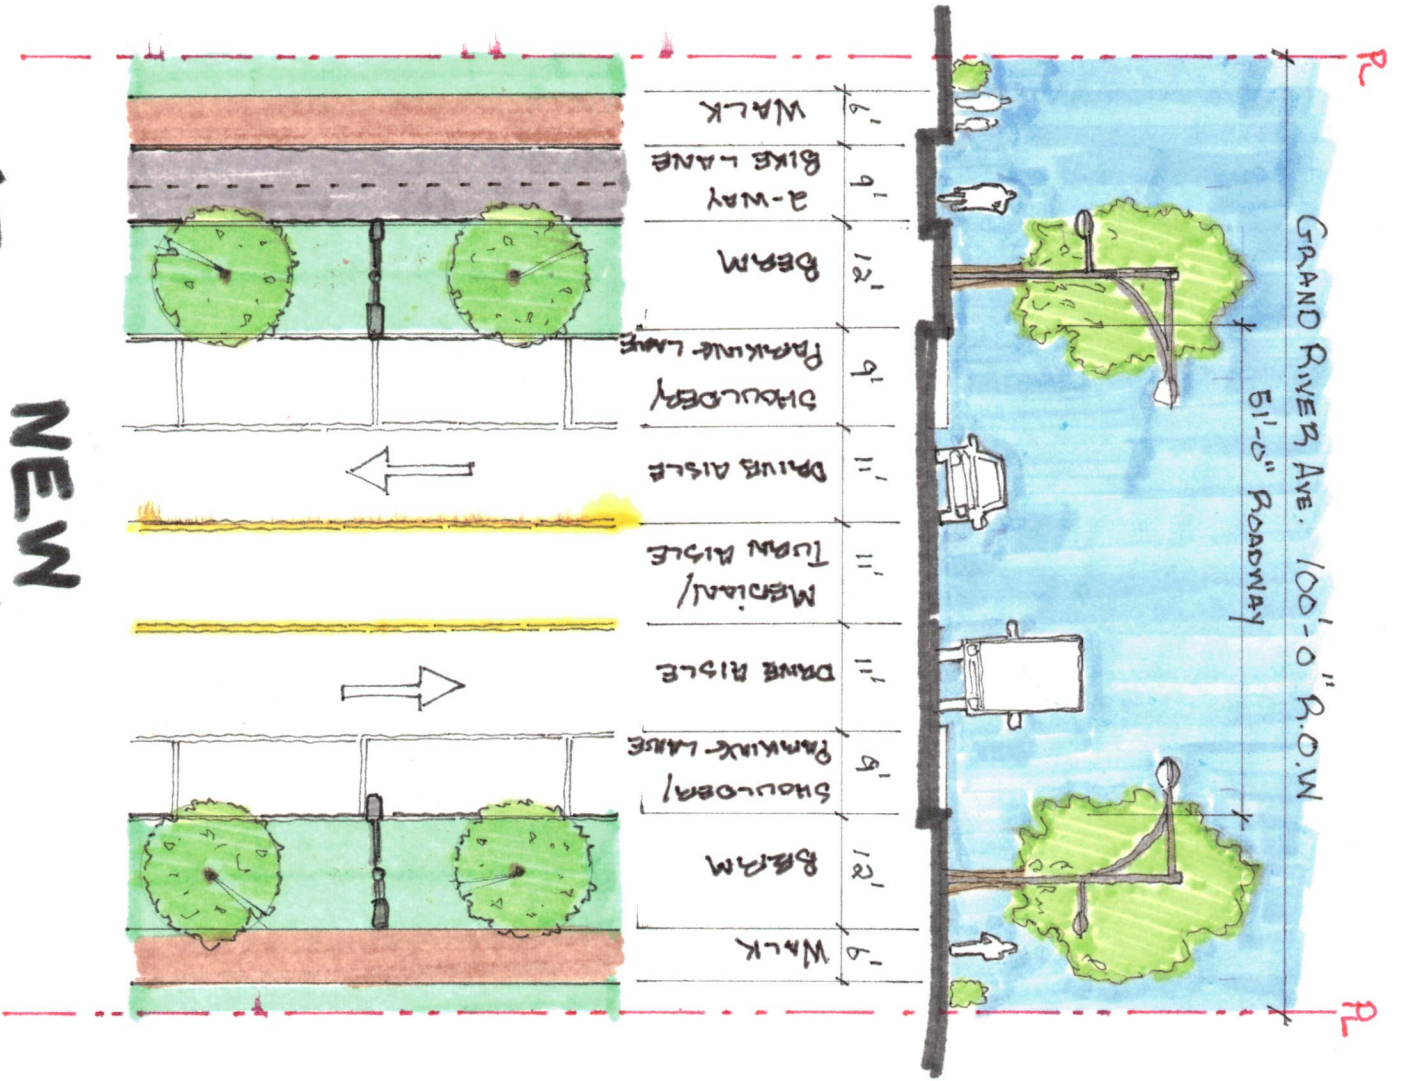 NEW
6'
WALK
9'
2-WAY
BIKE LANE
12'
BERM
9'
SHOULDER/
PARKING LANE
11'
DRIVE AISLE
11'
MEDIAN/
TURN AISLE
11'
DRIVE AISLE
9'
SHOULDER/
PARKING LANE
12'
BERM
6'
WALK
51'-0" ROADWAY
GRAND RIVER AVE. 100'-0" R.O.W
PL
PL